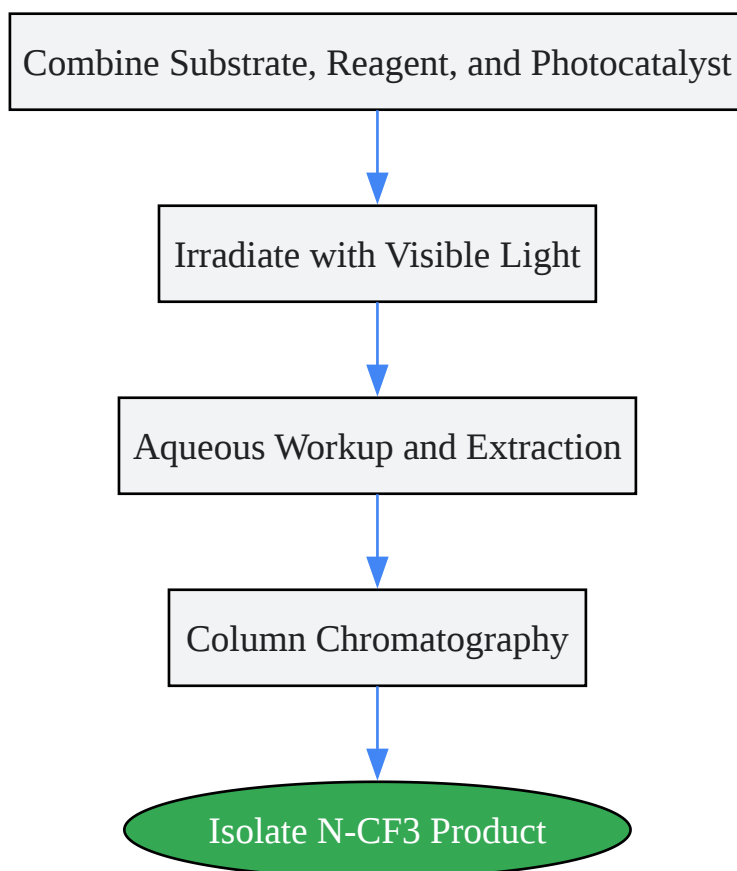 Combine Substrate, Reagent, and Photocatalyst
Irradiate with Visible Light
Aqueous Workup and Extraction
Column Chromatography
Isolate N-CF3 Product